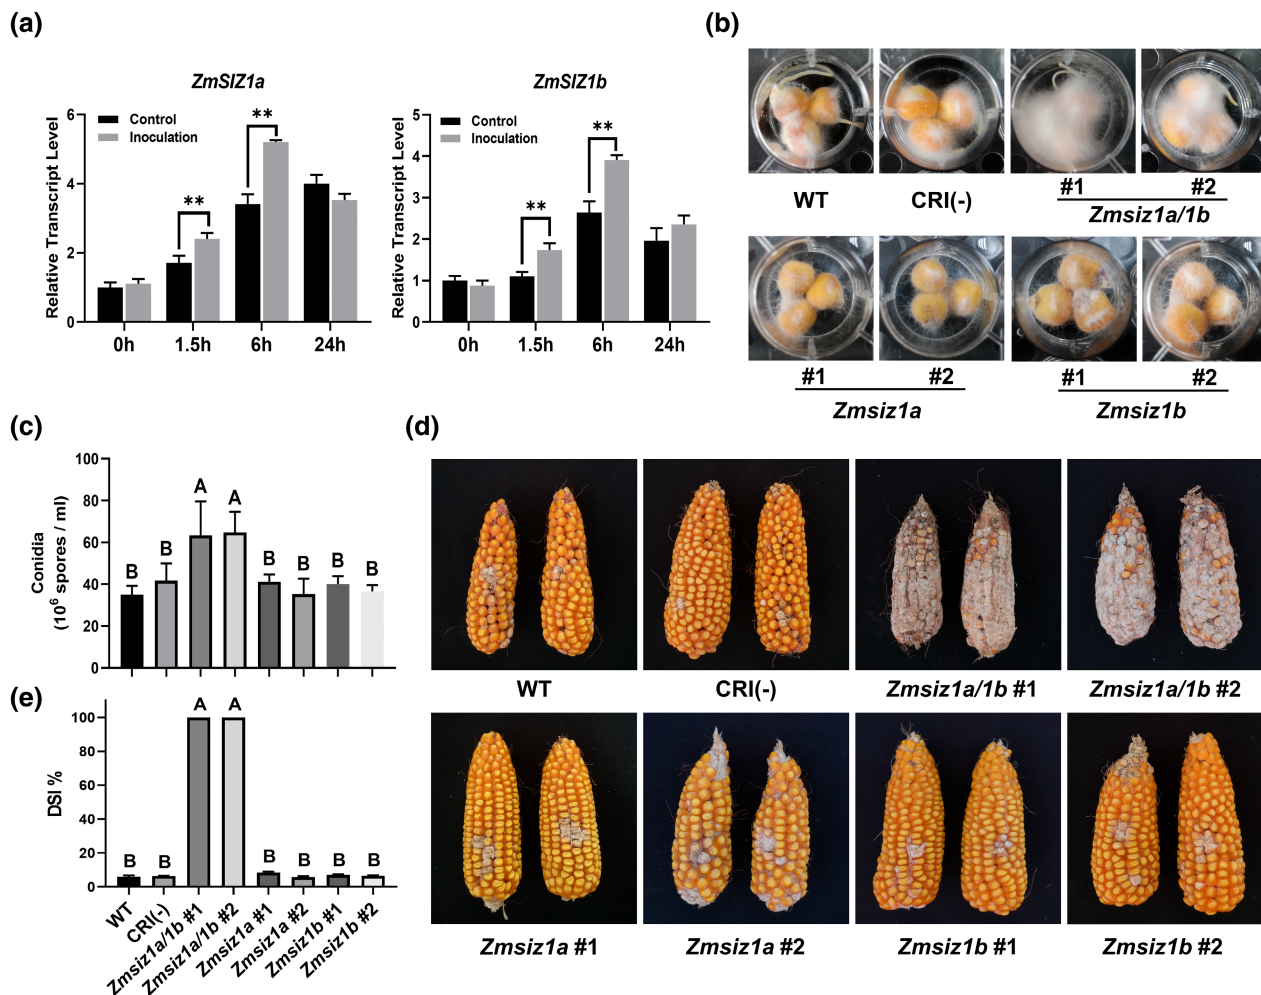 (a)
ZmSIZ1a
Relative Transcript Level
6
4
2
0
Control
Inoculation
**
**
0h 1.5h 6h 24h
ZmSIZ1b
Relative Transcript Level
5
4
3
2
1
0
Control
Inoculation
**
**
0h 1.5h 6h 24h
(b)
WT CRI(-) #1 #2
Zmsiz1a/1b
#1 #2 #1 #2
Zmsiz1a Zmsiz1b
(c)
Conidia
(10⁶ spores / ml)
100
80
60
40
20
0
B B A A B B B B
(d)
WT CRI(-) Zmsiz1a/1b #1 Zmsiz1a/1b #2
Zmsiz1a #1 Zmsiz1a #2 Zmsiz1b #1 Zmsiz1b #2
(e)
DSI %
100
80
60
40
20
0
B B A A B B B B
WT
CRI(-)
Zmsiz1a/1b #1
Zmsiz1a/1b #2
Zmsiz1a #1
Zmsiz1a #2
Zmsiz1b #1
Zmsiz1b #2